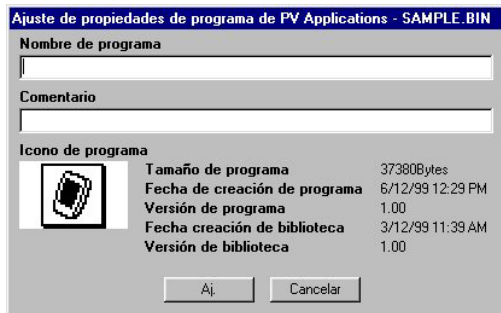 Ajuste de propiedades de programa de PV Applications - SAMPLE.BIN
Nombre de programa
Comentario
Icono de programa
Tamaño de programa 37380Bytes
Fecha de creación de programa 6/12/99 12:29 PM
Versión de programa 1.00
Fecha creación de biblioteca 3/12/99 11:39 AM
Versión de biblioteca 1.00
Aj. Cancelar